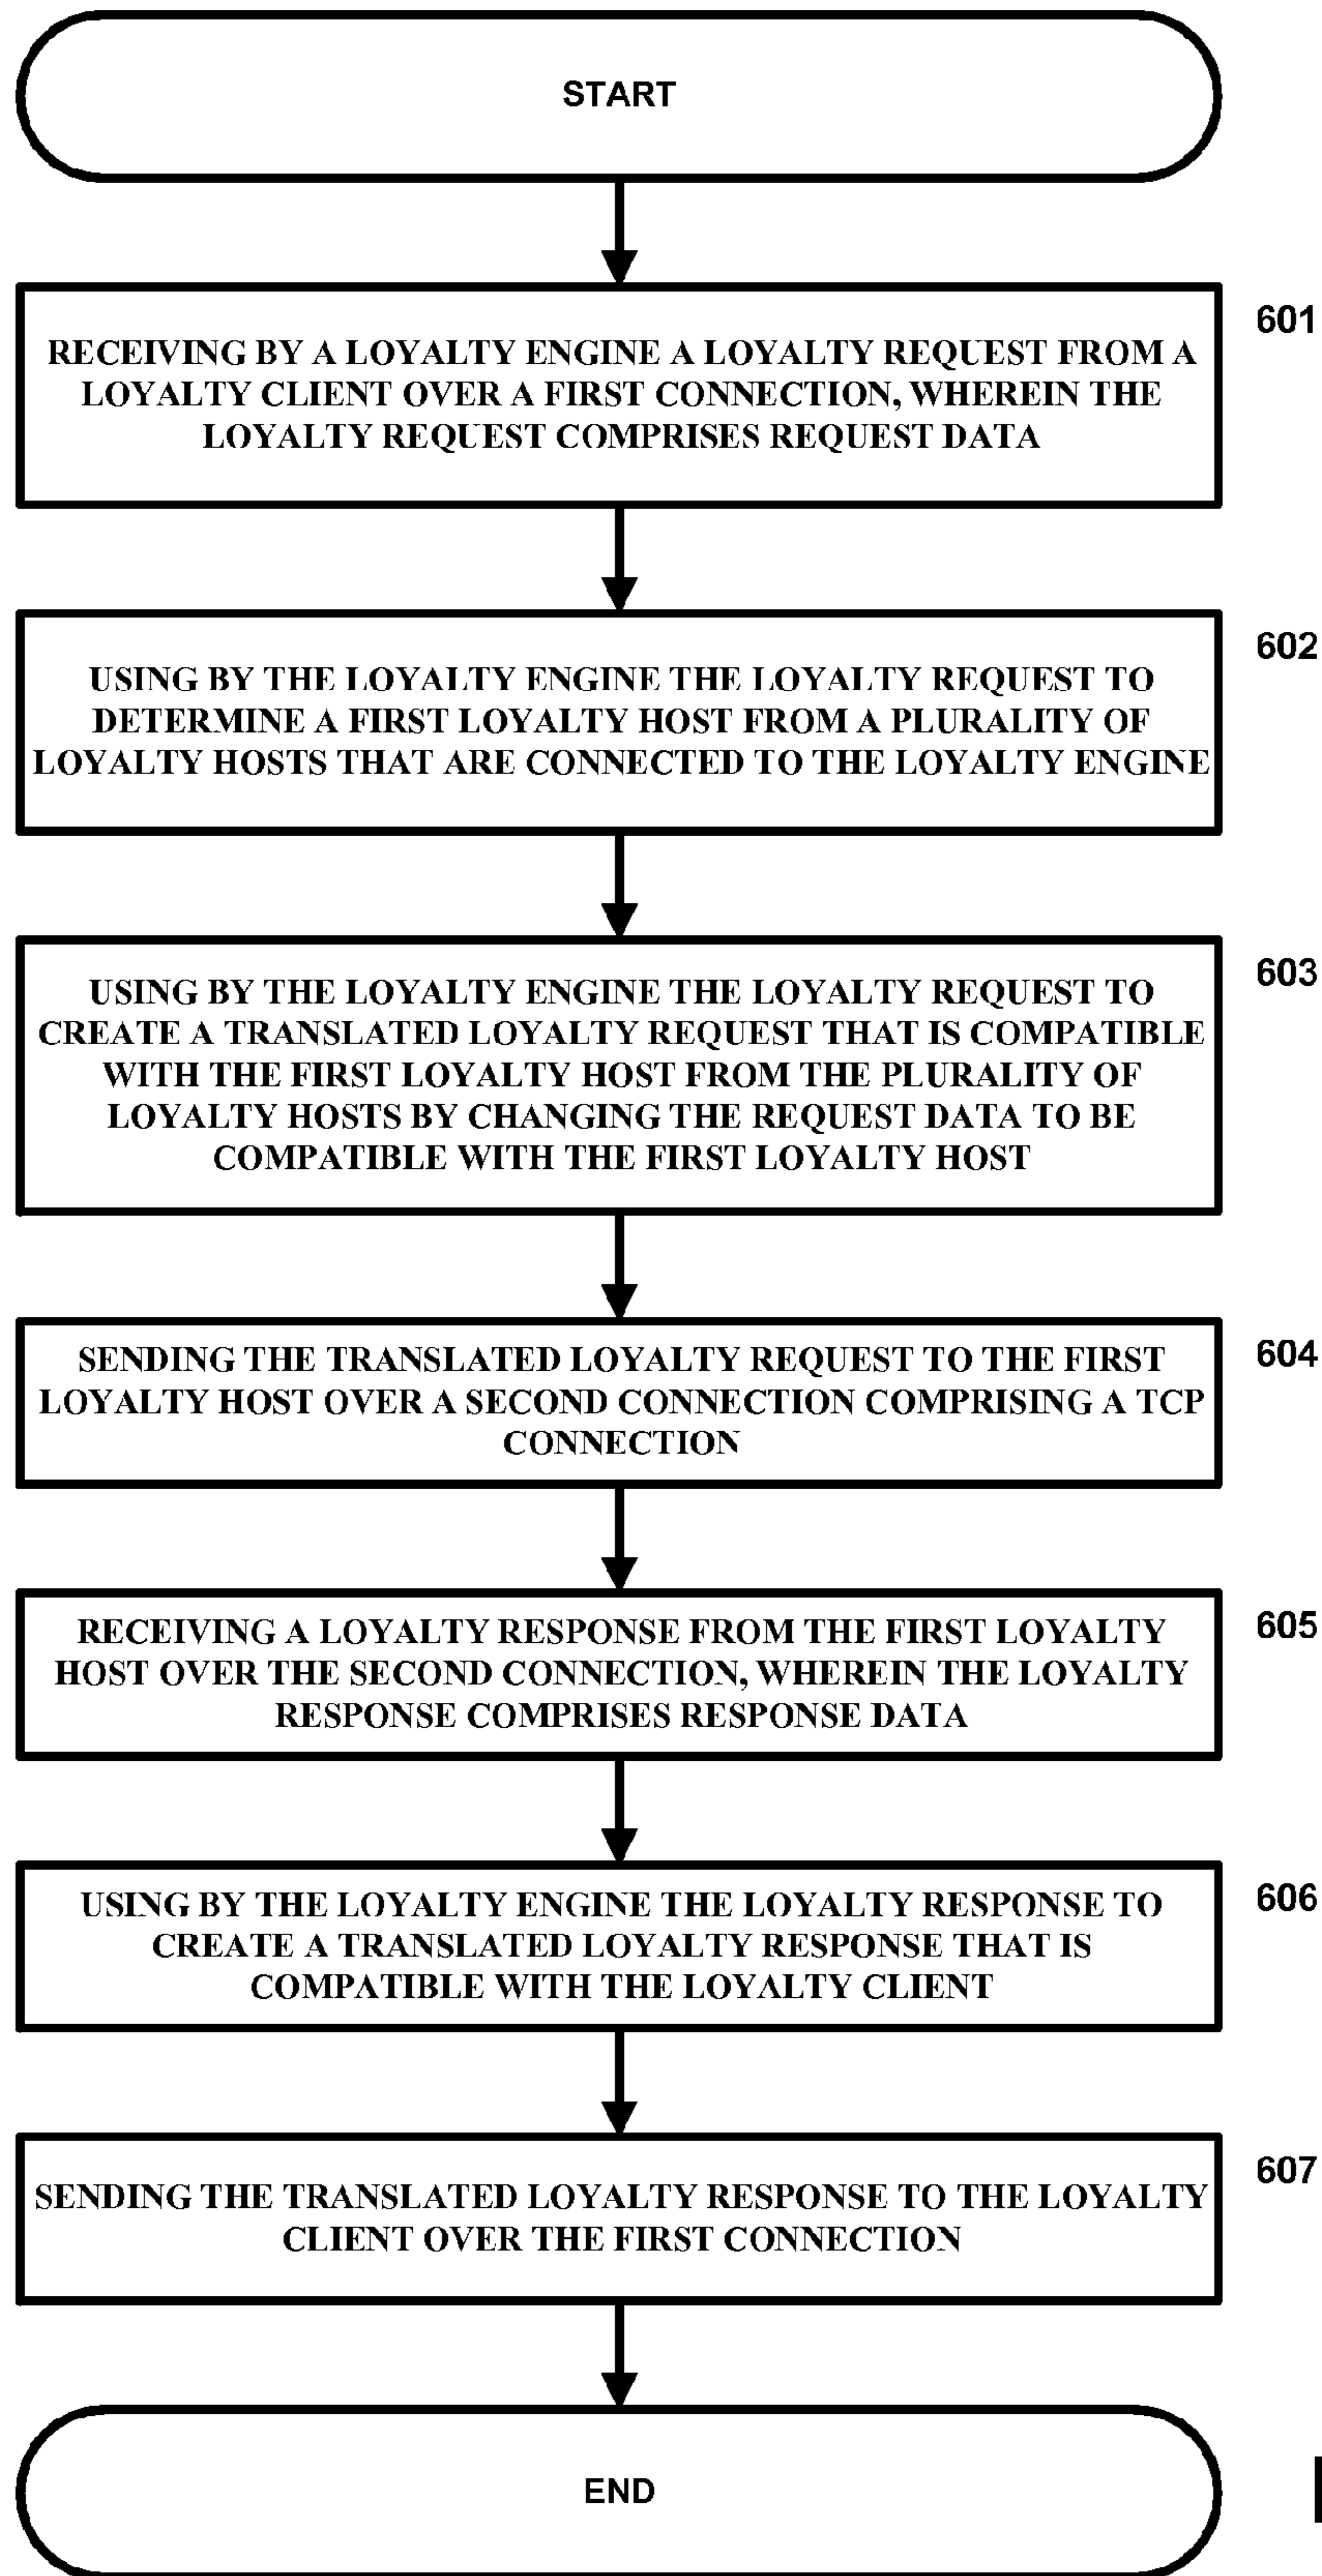 START
601
RECEIVING BY A LOYALTY ENGINE A LOYALTY REQUEST FROM A
LOYALTY CLIENT OVER A FIRST CONNECTION, WHEREIN THE
LOYALTY REQUEST COMPRISES REQUEST DATA
602
USING BY THE LOYALTY ENGINE THE LOYALTY REQUEST TO
DETERMINE A FIRST LOYALTY HOST FROM A PLURALITY OF
LOYALTY HOSTS THAT ARE CONNECTED TO THE LOYALTY ENGINE
603
USING BY THE LOYALTY ENGINE THE LOYALTY REQUEST TO
CREATE A TRANSLATED LOYALTY REQUEST THAT IS COMPATIBLE
WITH THE FIRST LOYALTY HOST FROM THE PLURALITY OF
LOYALTY HOSTS BY CHANGING THE REQUEST DATA TO BE
COMPATIBLE WITH THE FIRST LOYALTY HOST
604
SENDING THE TRANSLATED LOYALTY REQUEST TO THE FIRST
LOYALTY HOST OVER A SECOND CONNECTION COMPRISING A TCP
CONNECTION
605
RECEIVING A LOYALTY RESPONSE FROM THE FIRST LOYALTY
HOST OVER THE SECOND CONNECTION, WHEREIN THE LOYALTY
RESPONSE COMPRISES RESPONSE DATA
606
USING BY THE LOYALTY ENGINE THE LOYALTY RESPONSE TO
CREATE A TRANSLATED LOYALTY RESPONSE THAT IS
COMPATIBLE WITH THE LOYALTY CLIENT
607
SENDING THE TRANSLATED LOYALTY RESPONSE TO THE LOYALTY
CLIENT OVER THE FIRST CONNECTION
END